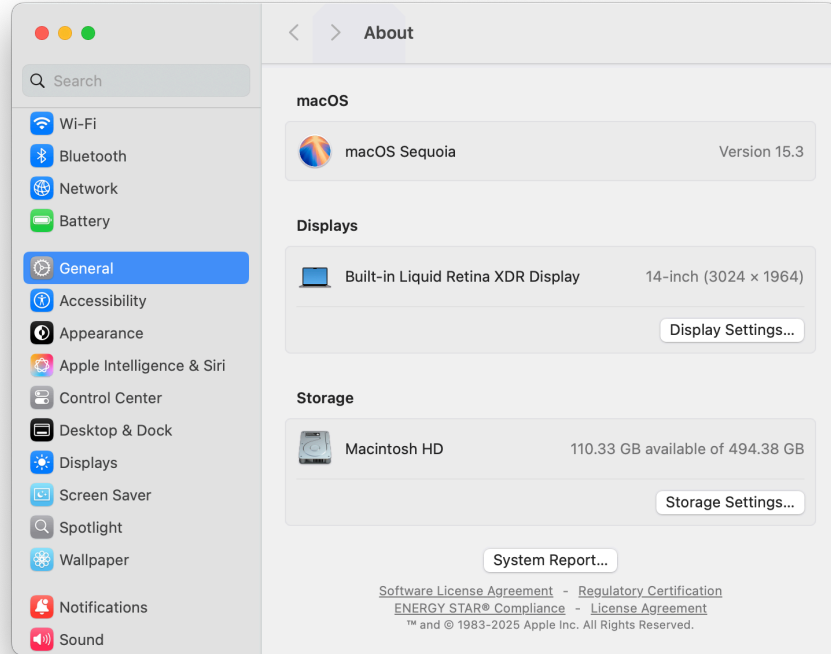 About
Search
Wi-Fi
Bluetooth
Network
Battery
General
Accessibility
Appearance
Apple Intelligence & Siri
Control Center
Desktop & Dock
Displays
Screen Saver
Spotlight
Wallpaper
Notifications
Sound
macOS
macOS Sequoia Version 15.3
Displays
Built-in Liquid Retina XDR Display 14-inch (3024 × 1964)
Display Settings...
Storage
Macintosh HD 110.33 GB available of 494.38 GB
Storage Settings...
System Report...
Software License Agreement - Regulatory Certification
ENERGY STAR® Compliance - License Agreement
™ and © 1983-2025 Apple Inc. All Rights Reserved.